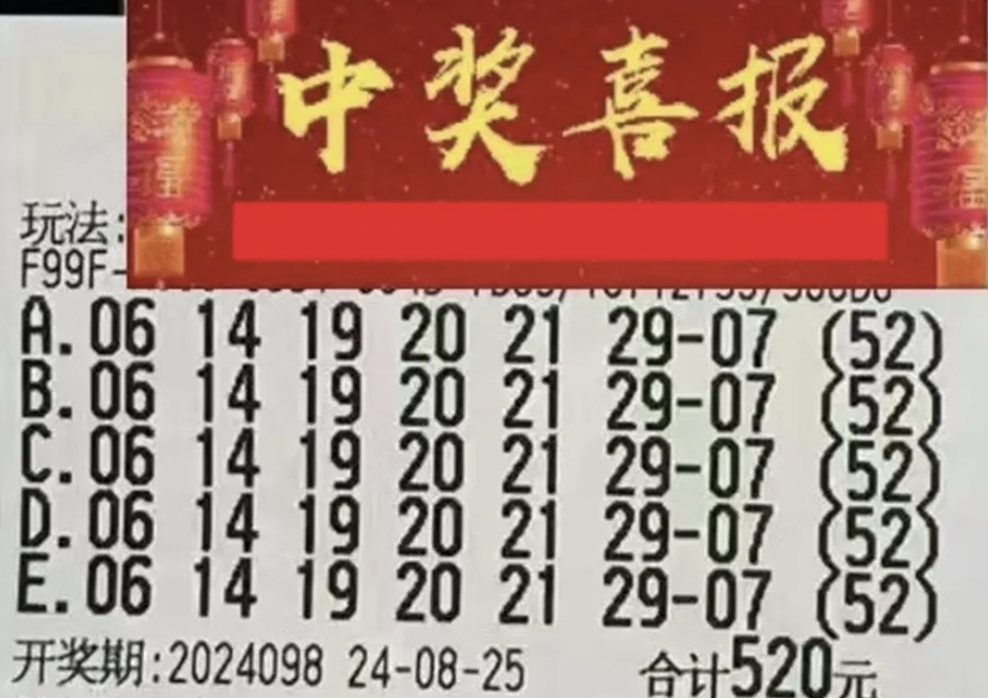 中奖喜报
玩法:
F99F-
A.06 14 19 20 21 29-07 (52)
B.06 14 19 20 21 29-07 (52)
C.06 14 19 20 21 29-07 (52)
D.06 14 19 20 21 29-07 (52)
E.06 14 19 20 21 29-07 (52)
开奖期:2024098 24-08-25 合计520元